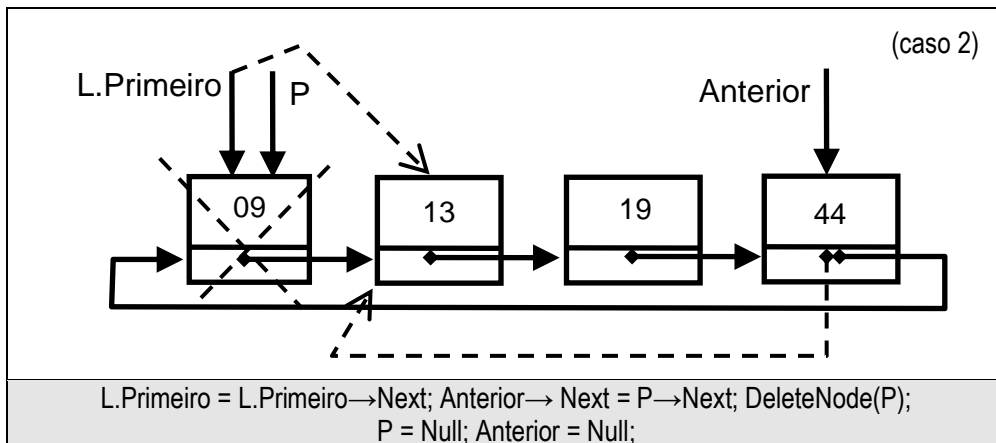 (caso 2)
L.Primeiro
P
Anterior
09
13
19
44
L.Primeiro = L.Primeiro→Next; Anterior→ Next = P→Next; DeleteNode(P);
P = Null; Anterior = Null;